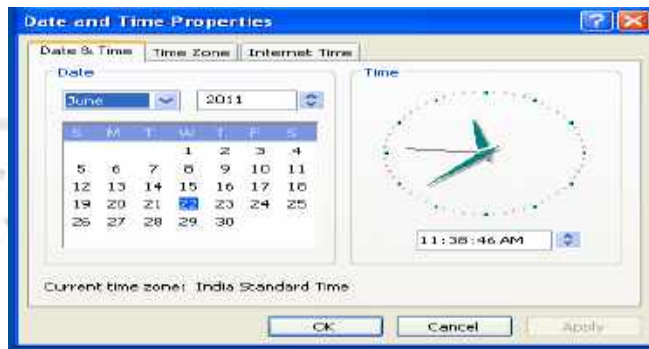 Date and Time Properties
Date & Time Time Zone Internet Time
Date
June 2011
S M T W T F S
1 2 3 4
5 6 7 8 9 10 11
12 13 14 15 16 17 18
19 20 21 22 23 24 25
26 27 28 29 30
Time
11:38:46 AM
Current time zone: India Standard Time
OK Cancel Apply